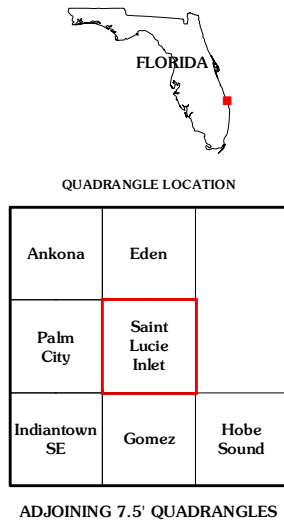 FLORIDA
QUADRANGLE LOCATION
Ankona
Eden
Palm
City
Saint
Lucie
Inlet
Indiantown
SE
Gomez
Hobe
Sound
ADJOINING 7.5' QUADRANGLES